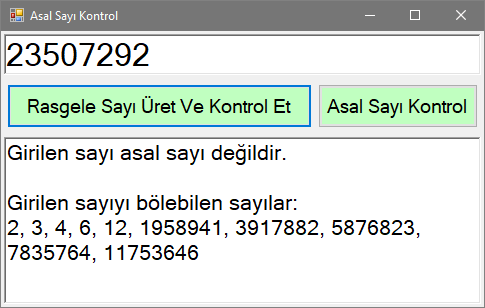 Asal Sayı Kontrol
23507292
Rasgele Sayı Üret Ve Kontrol Et
Asal Sayı Kontrol
Girilen sayı asal sayı değildir.
Girilen sayıyı bölebilen sayılar:
2, 3, 4, 6, 12, 1958941, 3917882, 5876823,
7835764, 11753646